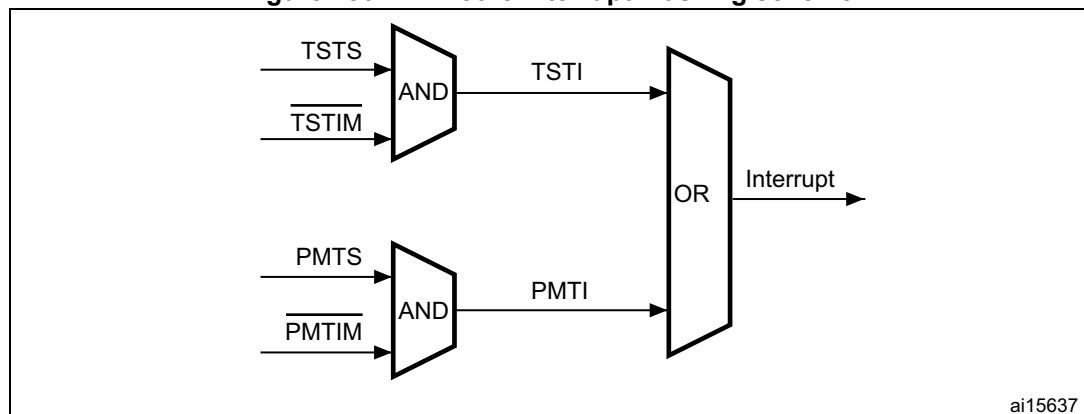 TSTS
AND
TSTI
TSTIM
OR
Interrupt
PMTS
AND
PMTI
PMTIM
ai15637